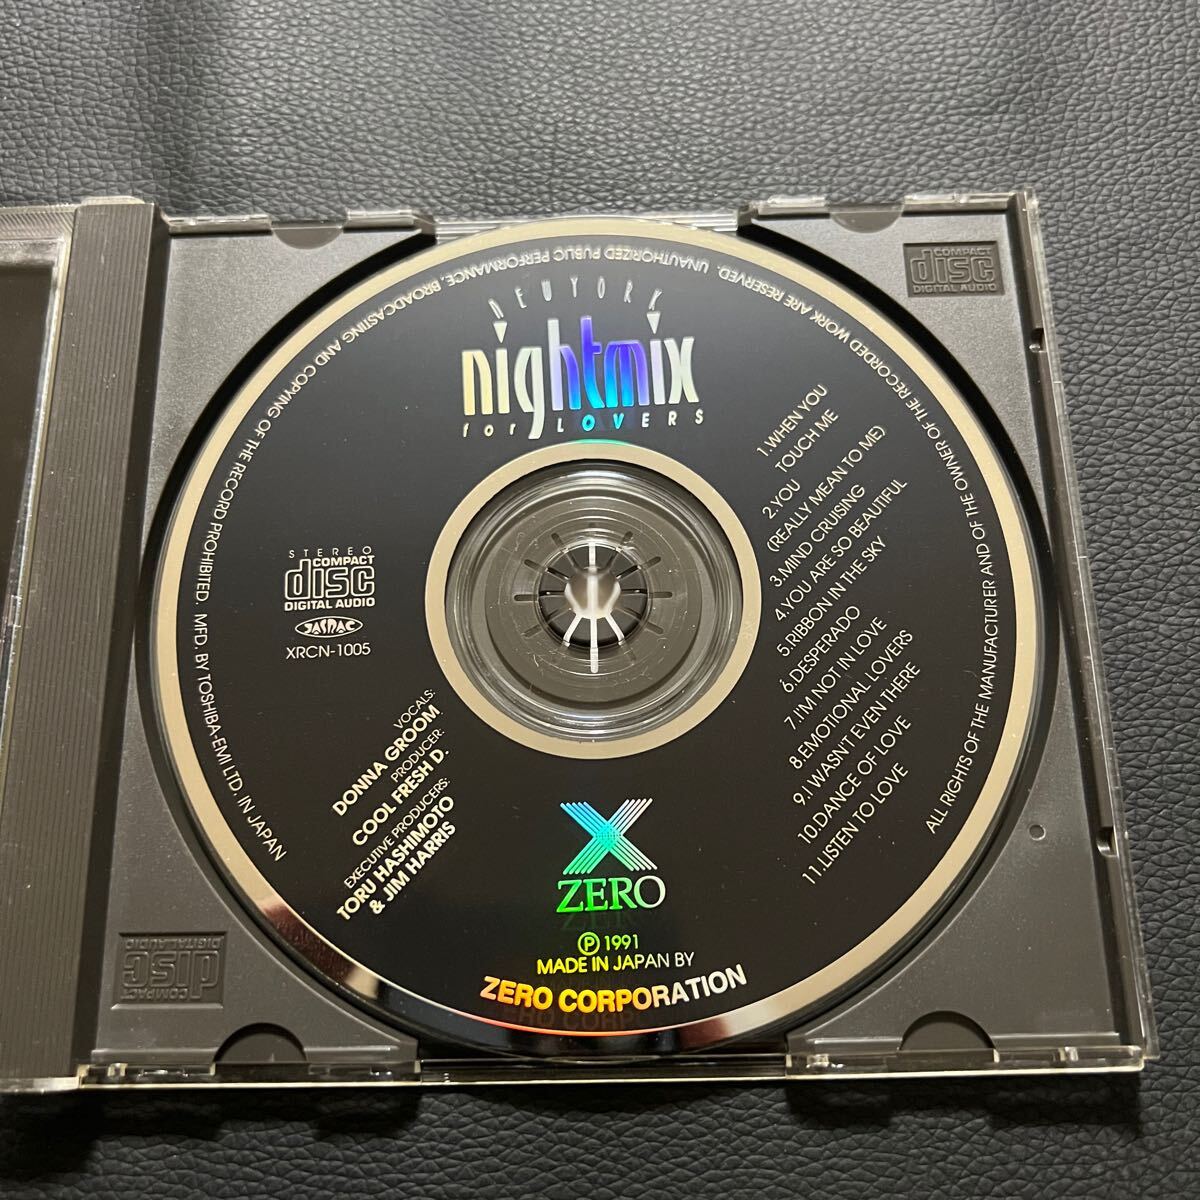 NEWYORK
nightmix
for LOVERS
1.WHEN YOU
TOUCH ME
2.YOU
(REALLY MEAN TO ME)
3.MIND CRUISING
4.YOU ARE SO BEAUTIFUL
5.RIBBON IN THE SKY
6.DESPERADO
7.I'M NOT IN LOVE
8.EMOTIONAL LOVERS
9.I WASN'T EVEN THERE
10.DANCE OF LOVE
11.LISTEN TO LOVE
STEREO
COMPACT
disc
DIGITAL AUDIO
JASRAC
XRCN-1005
VOCALS:
DONNA GROOM
PRODUCER:
COOL FRESH D.
EXECUTIVE PRODUCERS:
TORU HASHIMOTO
& JIM HARRIS
X
ZERO
Ⓟ 1991
MADE IN JAPAN BY
ZERO CORPORATION
ALL RIGHTS OF THE MANUFACTURER AND OF THE OWNER OF THE RECORDED WORK ARE RESERVED. UNAUTHORIZED PUBLIC PERFORMANCE, BROADCASTING AND COPYING OF THE RECORD PROHIBITED. MFD. BY TOSHIBA-EMI LTD. IN JAPAN
COMPACT
disc
DIGITAL AUDIO
COMPACT
disc
DIGITAL AUDIO